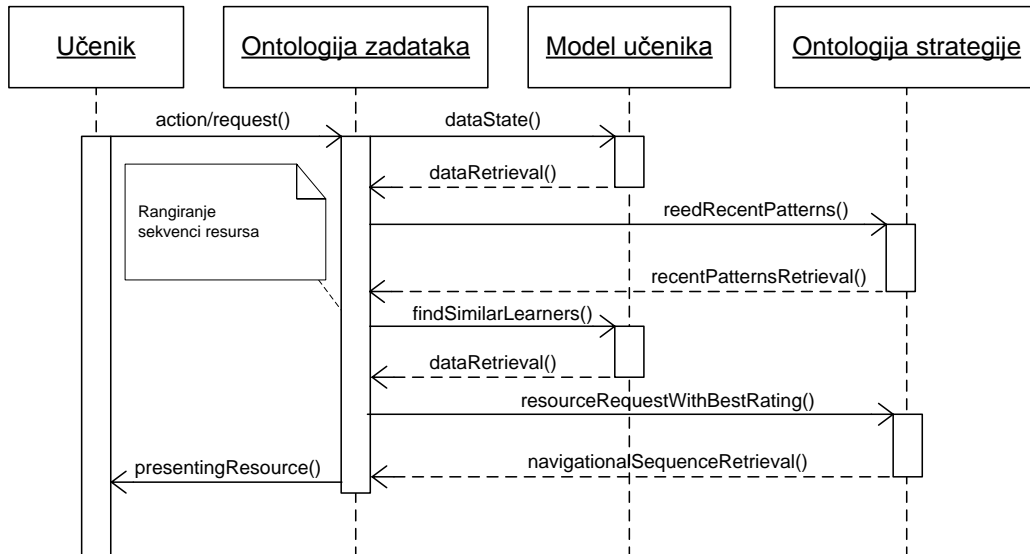 Učenik
Ontologija zadataka
Model učenika
Ontologija strategije
action/request()
dataState()
dataRetrieval()
Rangiranje
sekvenci resursa
reedRecentPatterns()
recentPatternsRetrieval()
findSimilarLearners()
dataRetrieval()
resourceRequestWithBestRating()
navigationalSequenceRetrieval()
presentingResource()